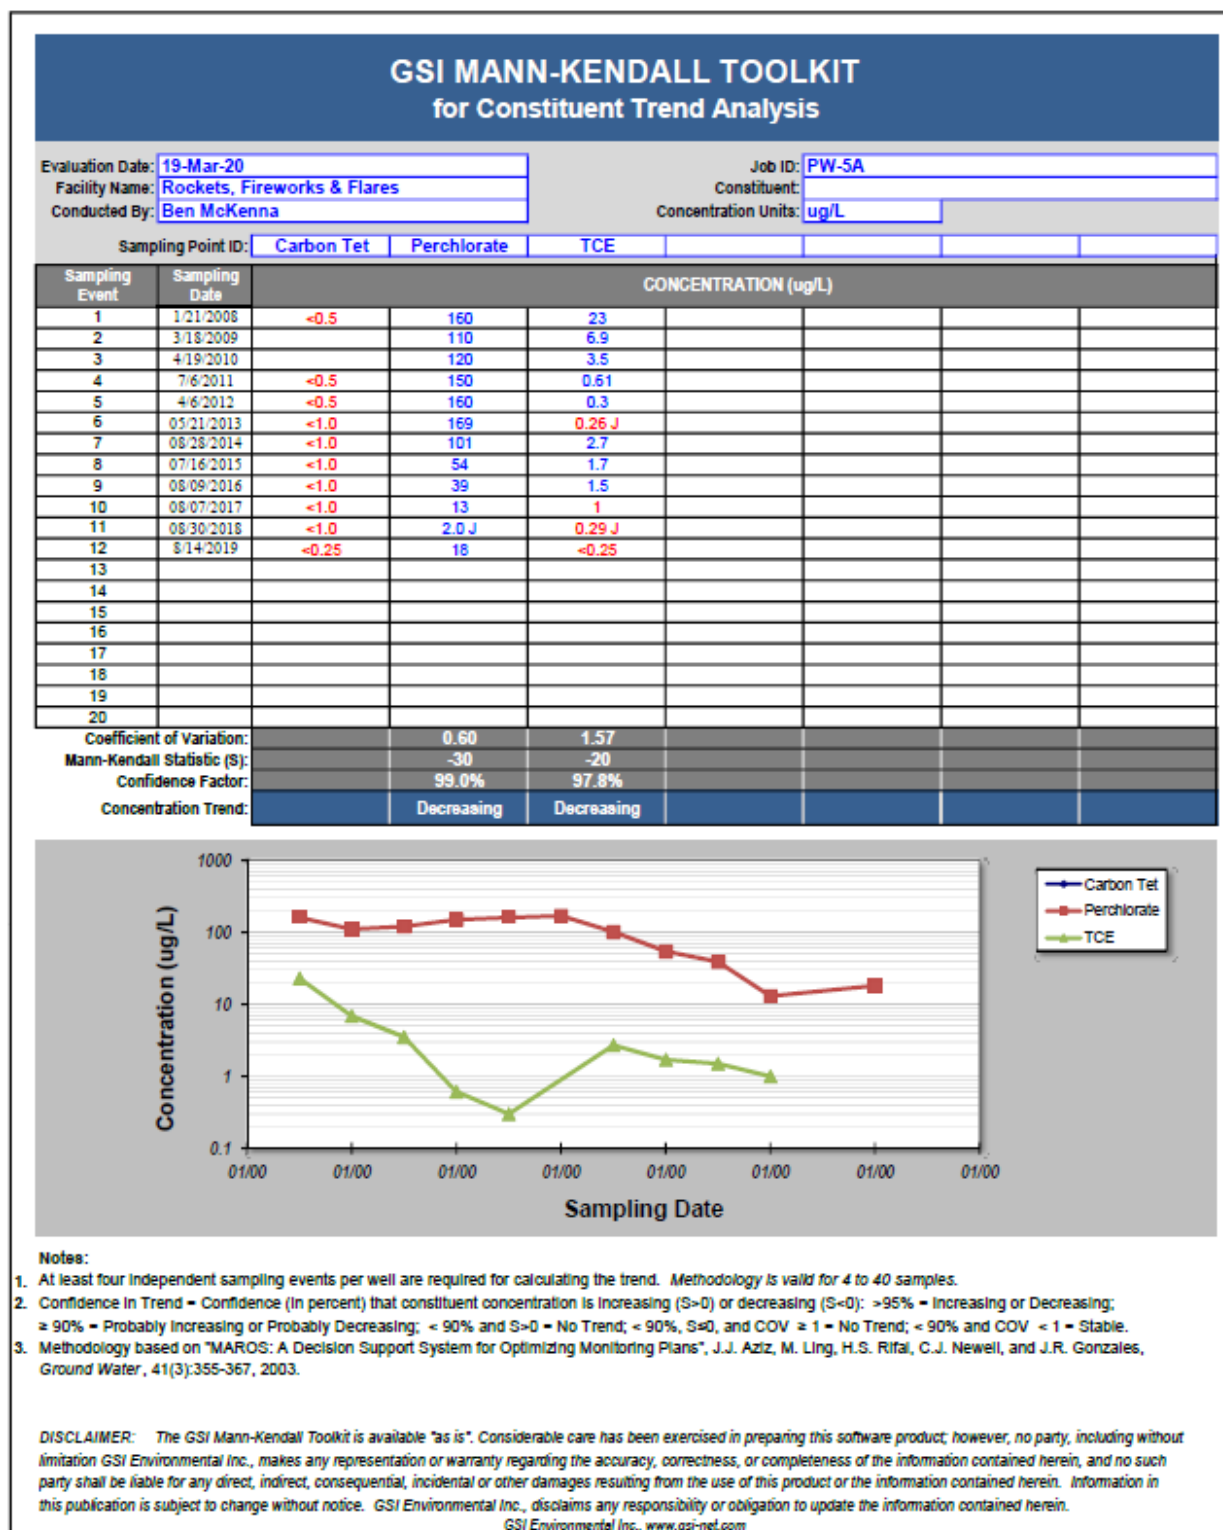 GSI MANN-KENDALL TOOLKIT
for Constituent Trend Analysis
Evaluation Date: 19-Mar-20 Job ID: PW-5A
Facility Name: Rockets, Fireworks & Flares Constituent:
Conducted By: Ben McKenna Concentration Units: ug/L
Sampling Point ID: Carbon Tet Perchlorate TCE
Sampling Event Sampling Date CONCENTRATION (ug/L)
1 1/21/2008 <0.5 160 23
2 3/18/2009 110 6.9
3 4/19/2010 120 3.5
4 7/6/2011 <0.5 150 0.61
5 4/6/2012 <0.5 160 0.3
6 05/21/2013 <1.0 169 0.26 J
7 08/28/2014 <1.0 101 2.7
8 07/16/2015 <1.0 54 1.7
9 08/09/2016 <1.0 39 1.5
10 08/07/2017 <1.0 13 1
11 08/30/2018 <1.0 2.0 J 0.29 J
12 8/14/2019 <0.25 18 <0.25
13
14
15
16
17
18
19
20
Coefficient of Variation: 0.60 1.57
Mann-Kendall Statistic (S): -30 -20
Confidence Factor: 99.0% 97.8%
Concentration Trend: Decreasing Decreasing
Concentration (ug/L)
1000
100
10
1
0.1
01/00 01/00 01/00 01/00 01/00 01/00 01/00 01/00
Sampling Date
Carbon Tet
Perchlorate
TCE
Notes:
1. At least four independent sampling events per well are required for calculating the trend. Methodology is valid for 4 to 40 samples.
2. Confidence in Trend = Confidence (in percent) that constituent concentration is increasing (S>0) or decreasing (S<0): >95% = Increasing or Decreasing;
≥ 90% = Probably Increasing or Probably Decreasing; < 90% and S>0 = No Trend; < 90%, S≤0, and COV ≥ 1 = No Trend; < 90% and COV < 1 = Stable.
3. Methodology based on "MAROS: A Decision Support System for Optimizing Monitoring Plans", J.J. Aziz, M. Ling, H.S. Rifai, C.J. Newell, and J.R. Gonzales,
Ground Water, 41(3):355-367, 2003.
DISCLAIMER: The GSI Mann-Kendall Toolkit is available "as is". Considerable care has been exercised in preparing this software product; however, no party, including without
limitation GSI Environmental Inc., makes any representation or warranty regarding the accuracy, correctness, or completeness of the information contained herein, and no such
party shall be liable for any direct, indirect, consequential, incidental or other damages resulting from the use of this product or the information contained herein. Information in
this publication is subject to change without notice. GSI Environmental Inc., disclaims any responsibility or obligation to update the information contained herein.
GSI Environmental Inc., www.gsi-net.com